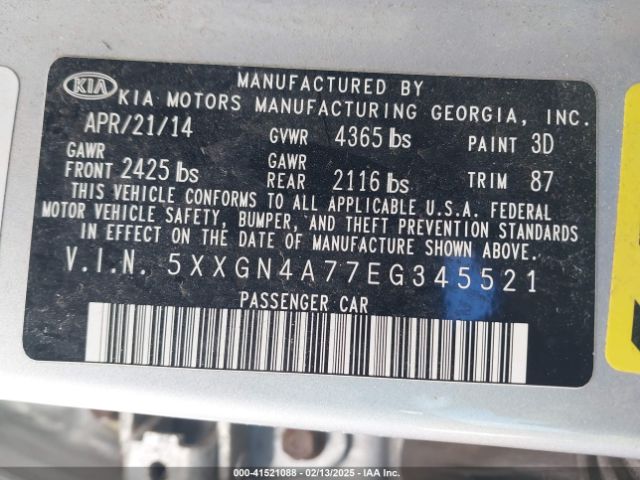 KIA
MANUFACTURED BY
KIA MOTORS MANUFACTURING GEORGIA, INC.
APR/21/14 GVWR 4365 lbs PAINT 3D
GAWR FRONT 2425 lbs GAWR REAR 2116 lbs TRIM 87
THIS VEHICLE CONFORMS TO ALL APPLICABLE U.S.A. FEDERAL
MOTOR VEHICLE SAFETY, BUMPER, AND THEFT PREVENTION STANDARDS
IN EFFECT ON THE DATE OF MANUFACTURE SHOWN ABOVE.
V.I.N. 5XXGN4A77EG345521
PASSENGER CAR
000-41521088 - 02/13/2025 - IAA Inc.